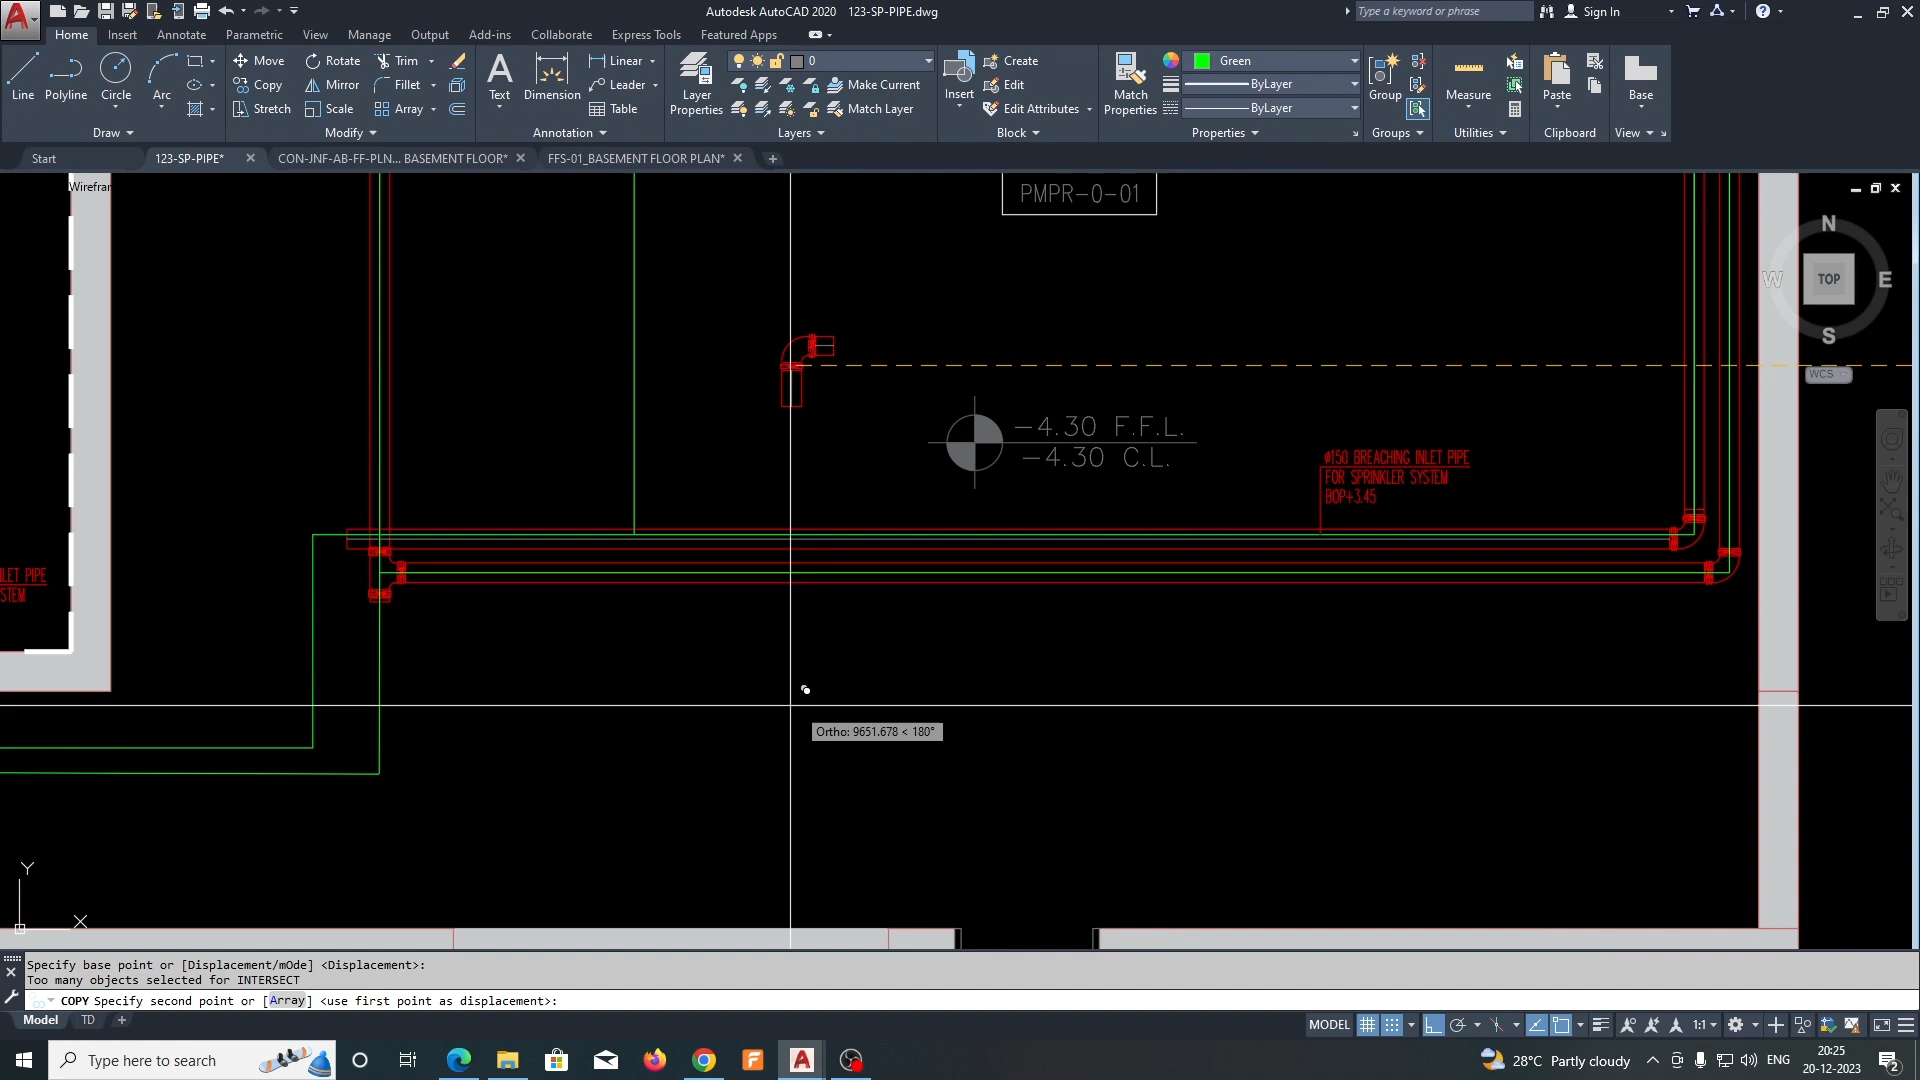 Autodesk AutoCAD 2020 123-SP-PIPE.dwg
Type a keyword or phrase
Sign In
Home Insert Annotate Parametric View Manage Output Add-ins Collaborate Express Tools Featured Apps
Line Polyline Circle Arc
Move Rotate Trim
Copy Mirror Fillet
Stretch Scale Array
Text Dimension
Linear
Leader
Table
Layer Properties
0
Make Current
Match Layer
Insert
Create
Edit
Edit Attributes
Match Properties
Green
ByLayer
ByLayer
Group
Measure
Paste
Base
Draw Modify Annotation Layers Block Properties Groups Utilities Clipboard View
Start 123-SP-PIPE* CON-JNF-AB-FF-PLN... BASEMENT FLOOR* FFS-01_BASEMENT FLOOR PLAN*
Wirefra
PMPR-0-01
N
W TOP E
S
WCS
-4.30 F.F.L.
-4.30 C.L.
ø150 BREACHING INLET PIPE
FOR SPRINKLER SYSTEM
BOP+3.45
LET PIPE
STEM
Ortho: 9651.678 < 180°
Y
X
Specify base point or [Displacement/mOde] <Displacement>:
Too many objects selected for INTERSECT
COPY Specify second point or [Array] <use first point as displacement>:
Model TD
MODEL 1:1
Type here to search
28°C Partly cloudy
ENG
20:25
20-12-2023
2